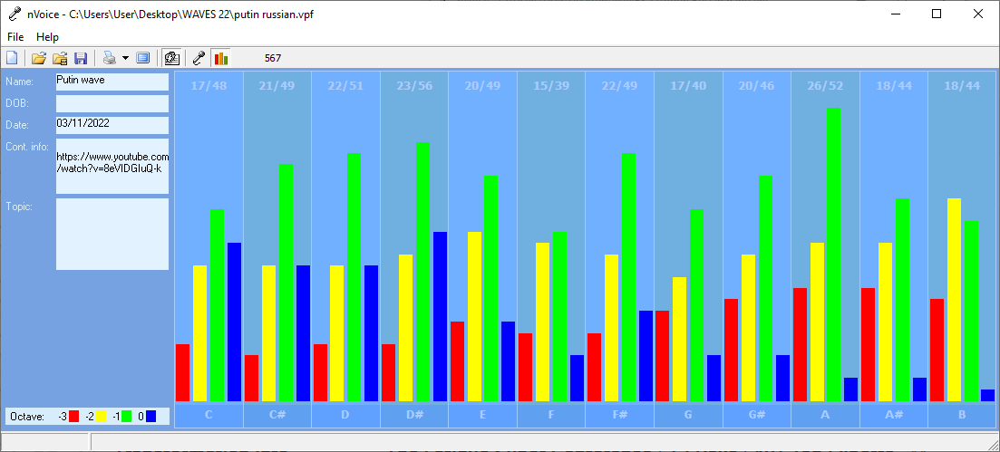 nVoice - C:\Users\User\Desktop\WAVES 22\putin russian.vpf
File Help
567
Name: Putin wave
DOB:
Date: 03/11/2022
Cont. info:
https://www.youtube.com
/watch?v=8eVIDGIuQ-k
Topic:
17/48 21/49 22/51 23/56 20/49 15/39 22/49 17/40 20/46 26/52 18/44 18/44
C C# D D# E F F# G G# A A# B
Octave: -3 -2 -1 0